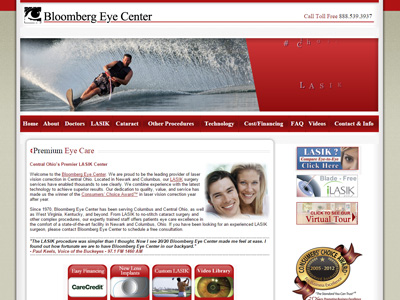 Bloomberg Eye Center
Call Toll Free 888.539.3937
# c h o
L A S I K
Home About Doctors LASIK Cataract Other Procedures Technology Cost/Financing FAQ Videos Contact & Info
Premium Eye Care
Central Ohio's Premier LASIK Center
Welcome to the Bloomberg Eye Center. We are proud to be the leading provider of laser
vision correction in Central Ohio. Located in Newark and Columbus, our LASIK surgery
services have enabled thousands to see clearly. We combine experience with the latest
technology to achieve superior results. Our dedication to quality, value, and service has
made us the winner of the Consumers' Choice Award™ in laser vision correction year
after year.
Since 1970, Bloomberg Eye Center has been serving Columbus and Central Ohio, as well
as West Virginia, Kentucky, and beyond. From LASIK to no-stitch cataract surgery and
other complex procedures, our expertly trained staff offers patients eye care excellence in
the comfort of a state-of-the-art facility in Newark and Columbus, Ohio. If you have been looking for an experienced LASIK
surgeon, please contact Bloomberg Eye Center to schedule a free consultation.
"The LASIK procedure was simpler than I thought. Now I see 20/20 Bloomberg Eye Center made me feel at ease. I
found out how fortunate we are to have Bloomberg Eye Center in our backyard."
- Paul Keels, Voice of the Buckeyes - 97.1 FM 1460 AM
Easy Financing
CareCredit
New Lens
Implants
Custom LASIK
Video Library
LASIK ?
Compare Eye-to-Eye
Click Here
Blade - Free
iLASIK
CLICK HERE TO SEE OUR
Virtual Tour
CONSUMERS CHOICE AWARD
2005 - 2012